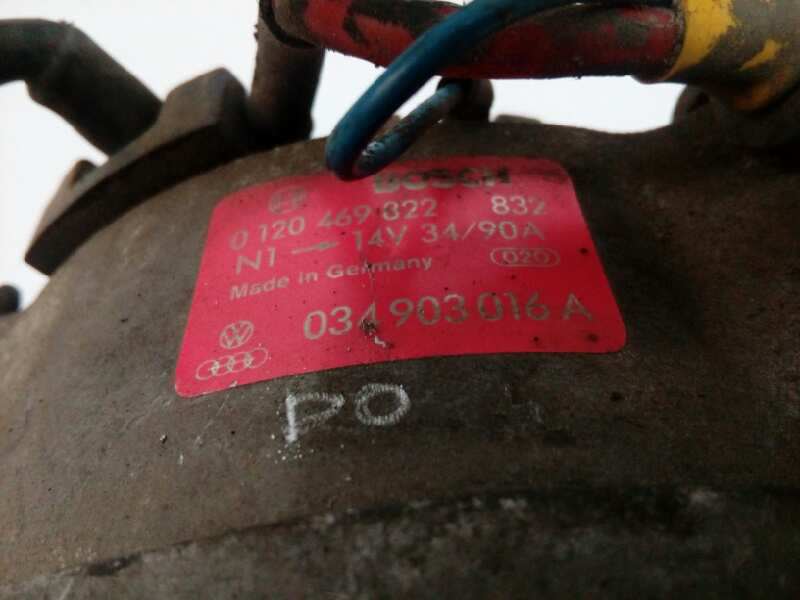 BOSCH
0 120 469 822 832
N1 → 14V 34/90A
Made in Germany 020
034 903 016 A
PO